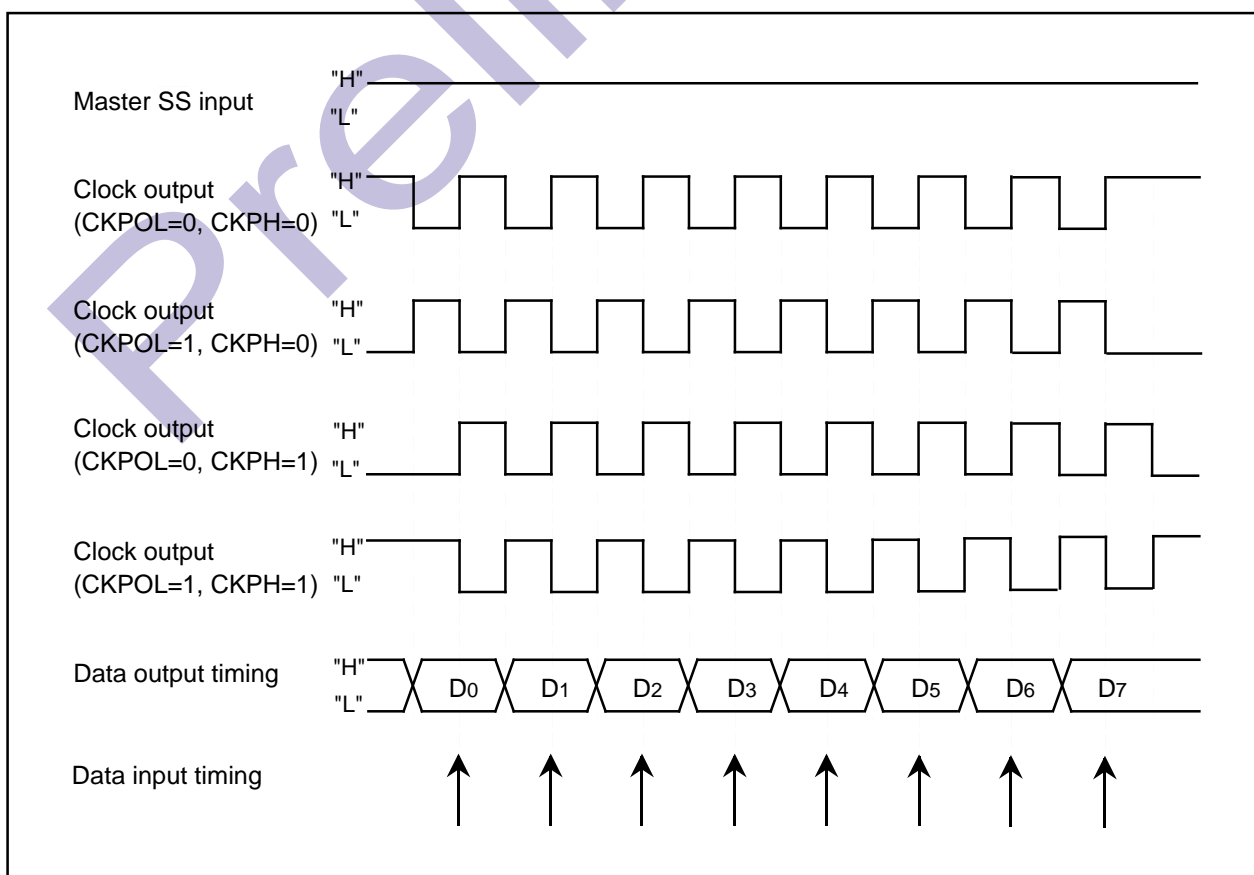 Master SS input
"H"
"L"
Clock output
(CKPOL=0, CKPH=0)
"H"
"L"
Clock output
(CKPOL=1, CKPH=0)
"H"
"L"
Clock output
(CKPOL=0, CKPH=1)
"H"
"L"
Clock output
(CKPOL=1, CKPH=1)
"H"
"L"
Data output timing
"H"
"L"
D0 D1 D2 D3 D4 D5 D6 D7
Data input timing